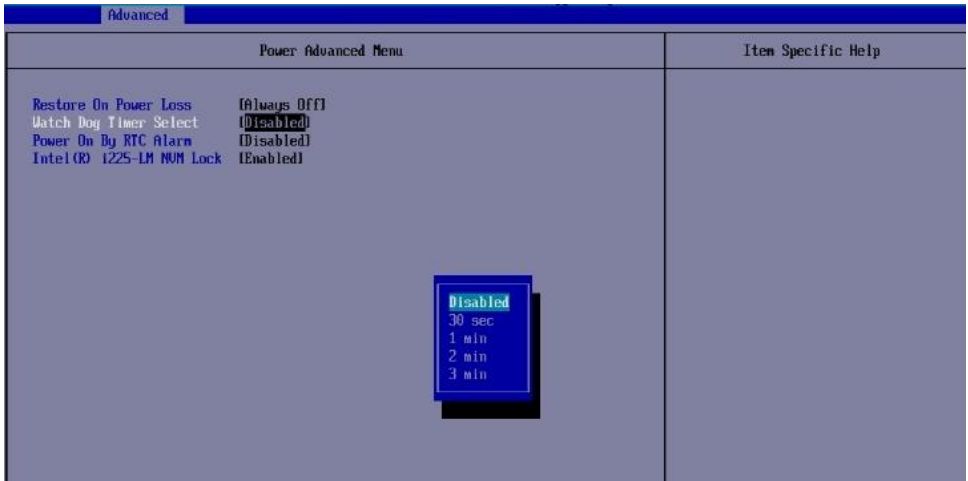 Advanced
Power Advanced Menu
Item Specific Help
Restore On Power Loss [Always Off]
Watch Dog Timer Select [Disabled]
Power On By RTC Alarm [Disabled]
Intel(R) i225-LM NVM Lock [Enabled]
Disabled
30 sec
1 min
2 min
3 min